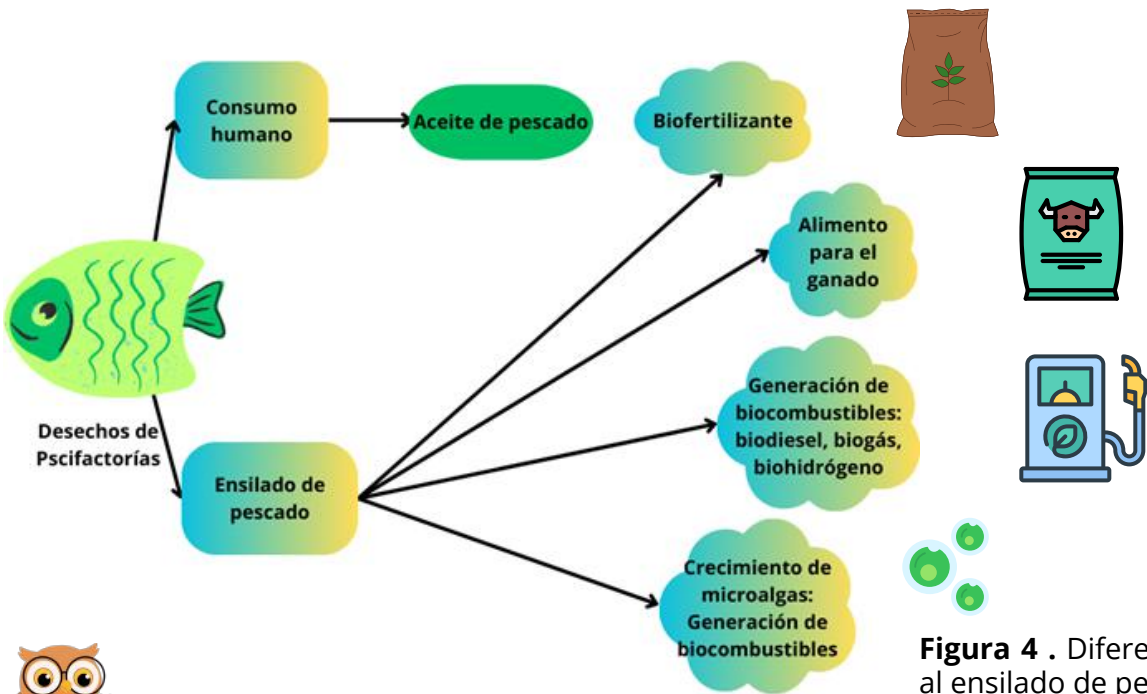 Consumo
humano
Aceite de pescado
Biofertilizante
Alimento
para el
ganado
Desechos de
Pscifactorías
Generación de
biocombustibles:
biodiesel, biogás,
biohidrógeno
Ensilado de
pescado
Crecimiento de
microalgas:
Generación de
biocombustibles
Figura 4 . Difere
al ensilado de pe